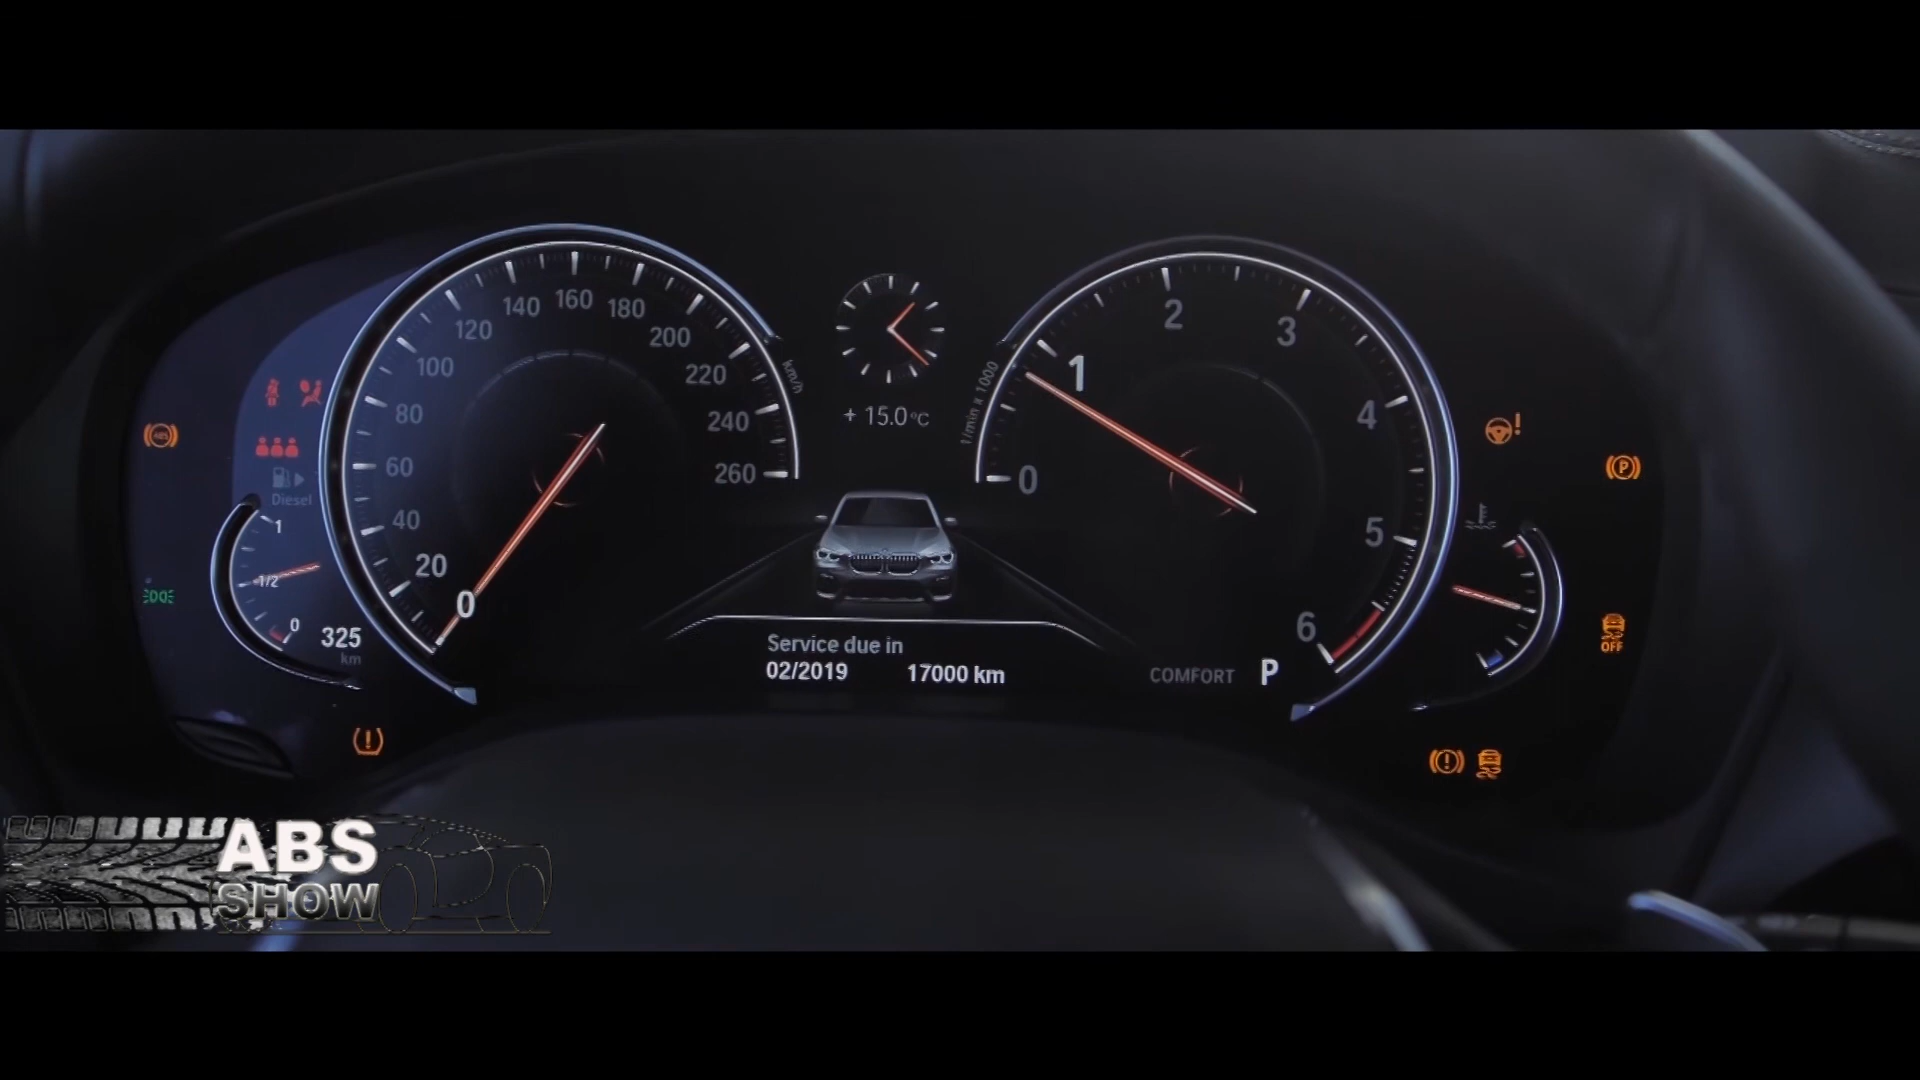 140 160 180
120 200
100 220
80 240
60 260
40
20
0
km/h
+ 15.0°C
1/min x 1000
0
1
2
3
4
5
6
ABS
Diesel
1
1/2
0
325
km
Service due in
02/2019 17000 km
COMFORT P
P
OFF
ABS
SHOW